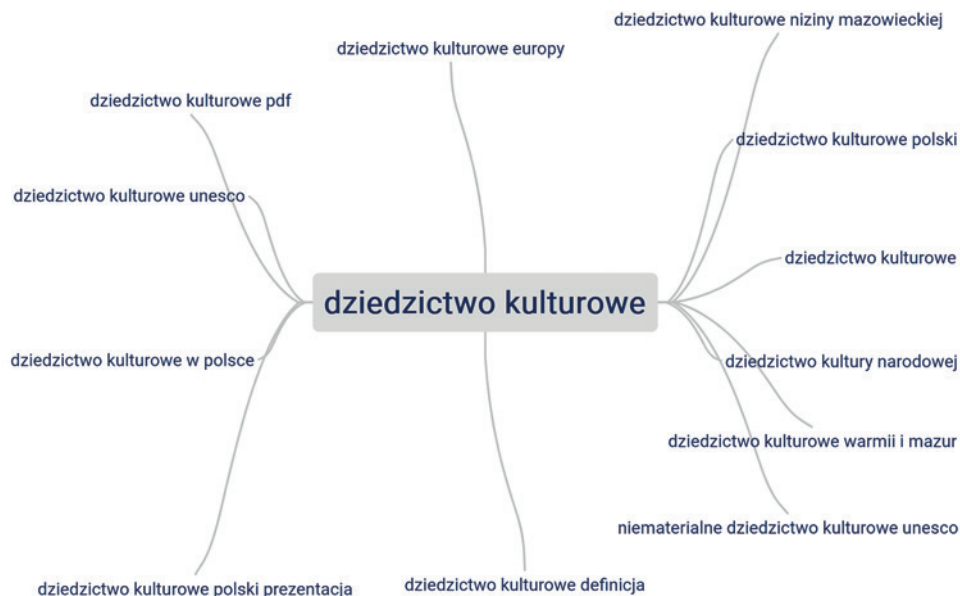 dziedzictwo kulturowe niziny mazowieckiej
dziedzictwo kulturowe europy
dziedzictwo kulturowe pdf
dziedzictwo kulturowe polski
dziedzictwo kulturowe unesco
dziedzictwo kulturowe
dziedzictwo kulturowe
dziedzictwo kulturowe w polsce
dziedzictwo kultury narodowej
dziedzictwo kulturowe warmii i mazur
niematerialne dziedzictwo kulturowe unesco
dziedzictwo kulturowe polski prezentacja
dziedzictwo kulturowe definicja